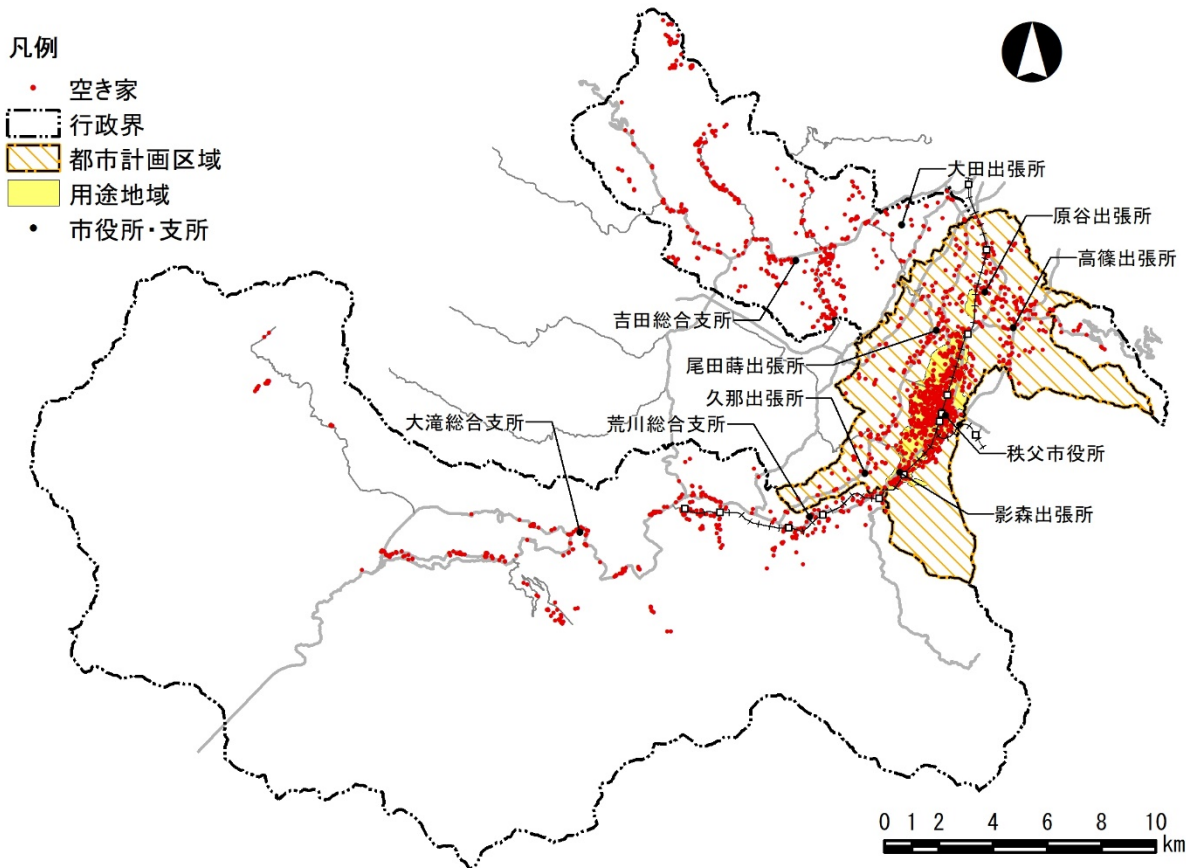 凡例
空き家
行政界
都市計画区域
用途地域
市役所・支所
大田出張所
原谷出張所
高篠出張所
吉田総合支所
尾田蒔出張所
久那出張所
大滝総合支所
荒川総合支所
秩父市役所
影森出張所
0 1 2 4 6 8 10
km